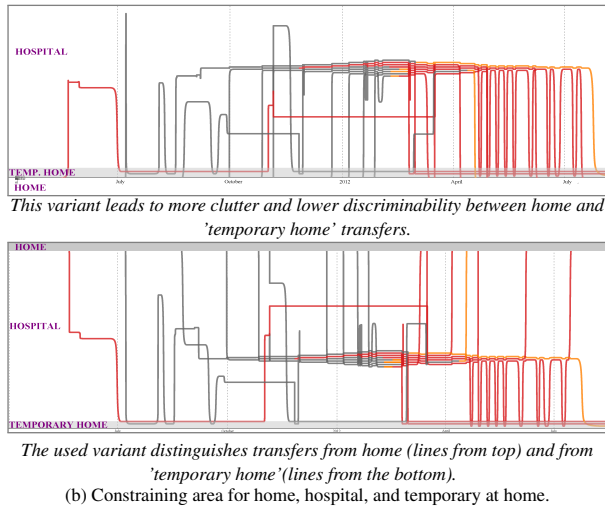 HOSPITAL
TEMP. HOME
HOME
July
October
2012
April
July
This variant leads to more clutter and lower discriminability between home and
'temporary home' transfers.
HOME
HOSPITAL
TEMPORARY HOME
The used variant distinguishes transfers from home (lines from top) and from
'temporary home'(lines from the bottom).
(b) Constraining area for home, hospital, and temporary at home.